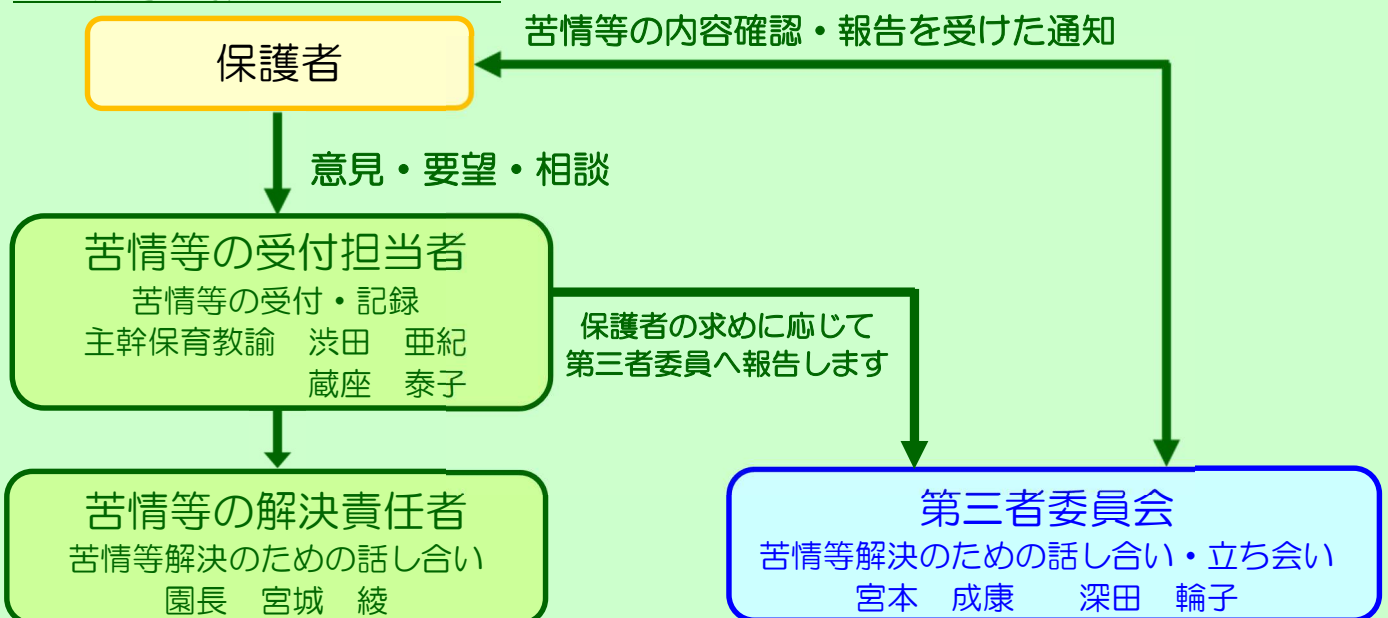 保護者
苦情等の内容確認・報告を受けた通知
意見・要望・相談
苦情等の受付担当者
苦情等の受付・記録
主幹保育教諭　渋田　亜紀
蔵座　泰子
保護者の求めに応じて
第三者委員へ報告します
苦情等の解決責任者
苦情等解決のための話し合い
園長　宮城　綾
第三者委員会
苦情等解決のための話し合い・立ち会い
宮本　成康　　深田　輪子